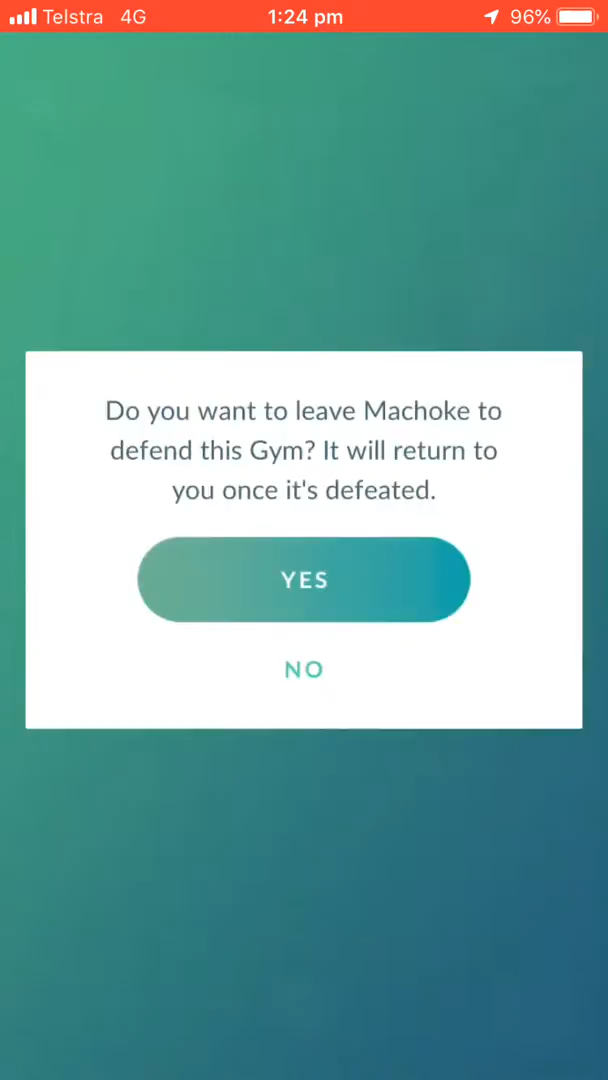 Telstra 4G 1:24 pm 96%
Do you want to leave Machoke to
defend this Gym? It will return to
you once it's defeated.
YES
NO